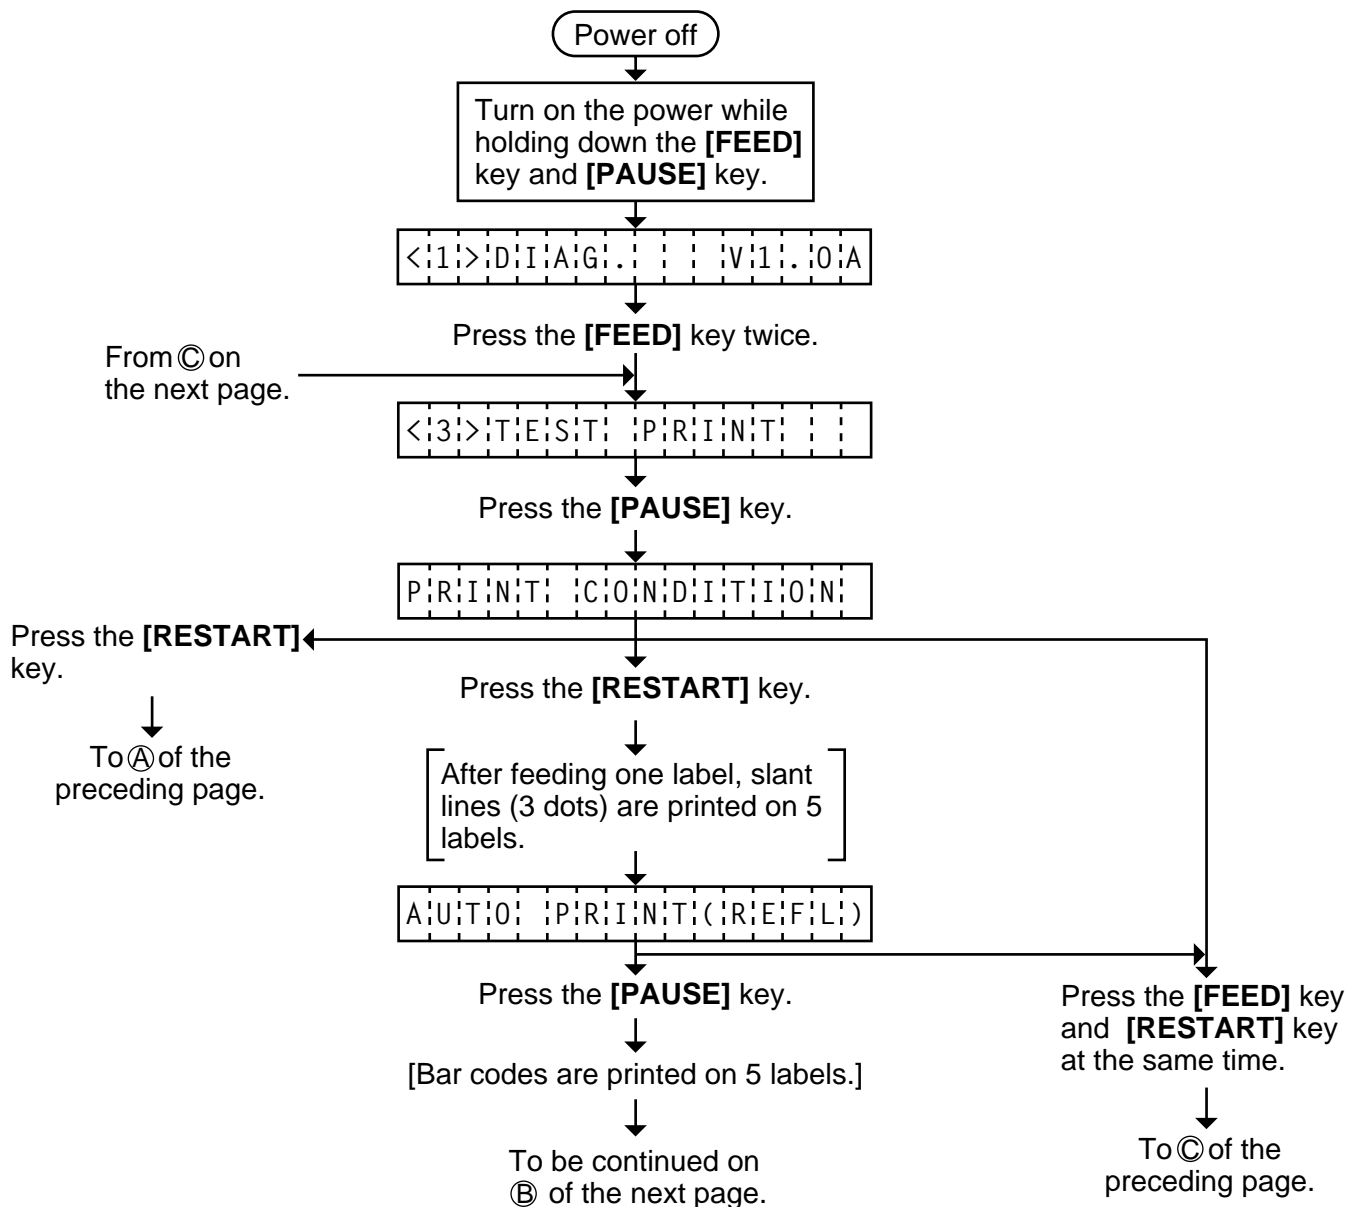 Power off
Turn on the power while
holding down the [FEED]
key and [PAUSE] key.
<1>DIAG.   V1.0A
Press the [FEED] key twice.
From Ⓒ on
the next page.
<3>TEST PRINT
Press the [PAUSE] key.
PRINT CONDITION
Press the [RESTART]
key.
To Ⓐ of the
preceding page.
Press the [RESTART] key.
After feeding one label, slant
lines (3 dots) are printed on 5
labels.
AUTO PRINT(REFL)
Press the [PAUSE] key.
[Bar codes are printed on 5 labels.]
To be continued on
Ⓑ of the next page.
Press the [FEED] key
and [RESTART] key
at the same time.
To Ⓒ of the
preceding page.